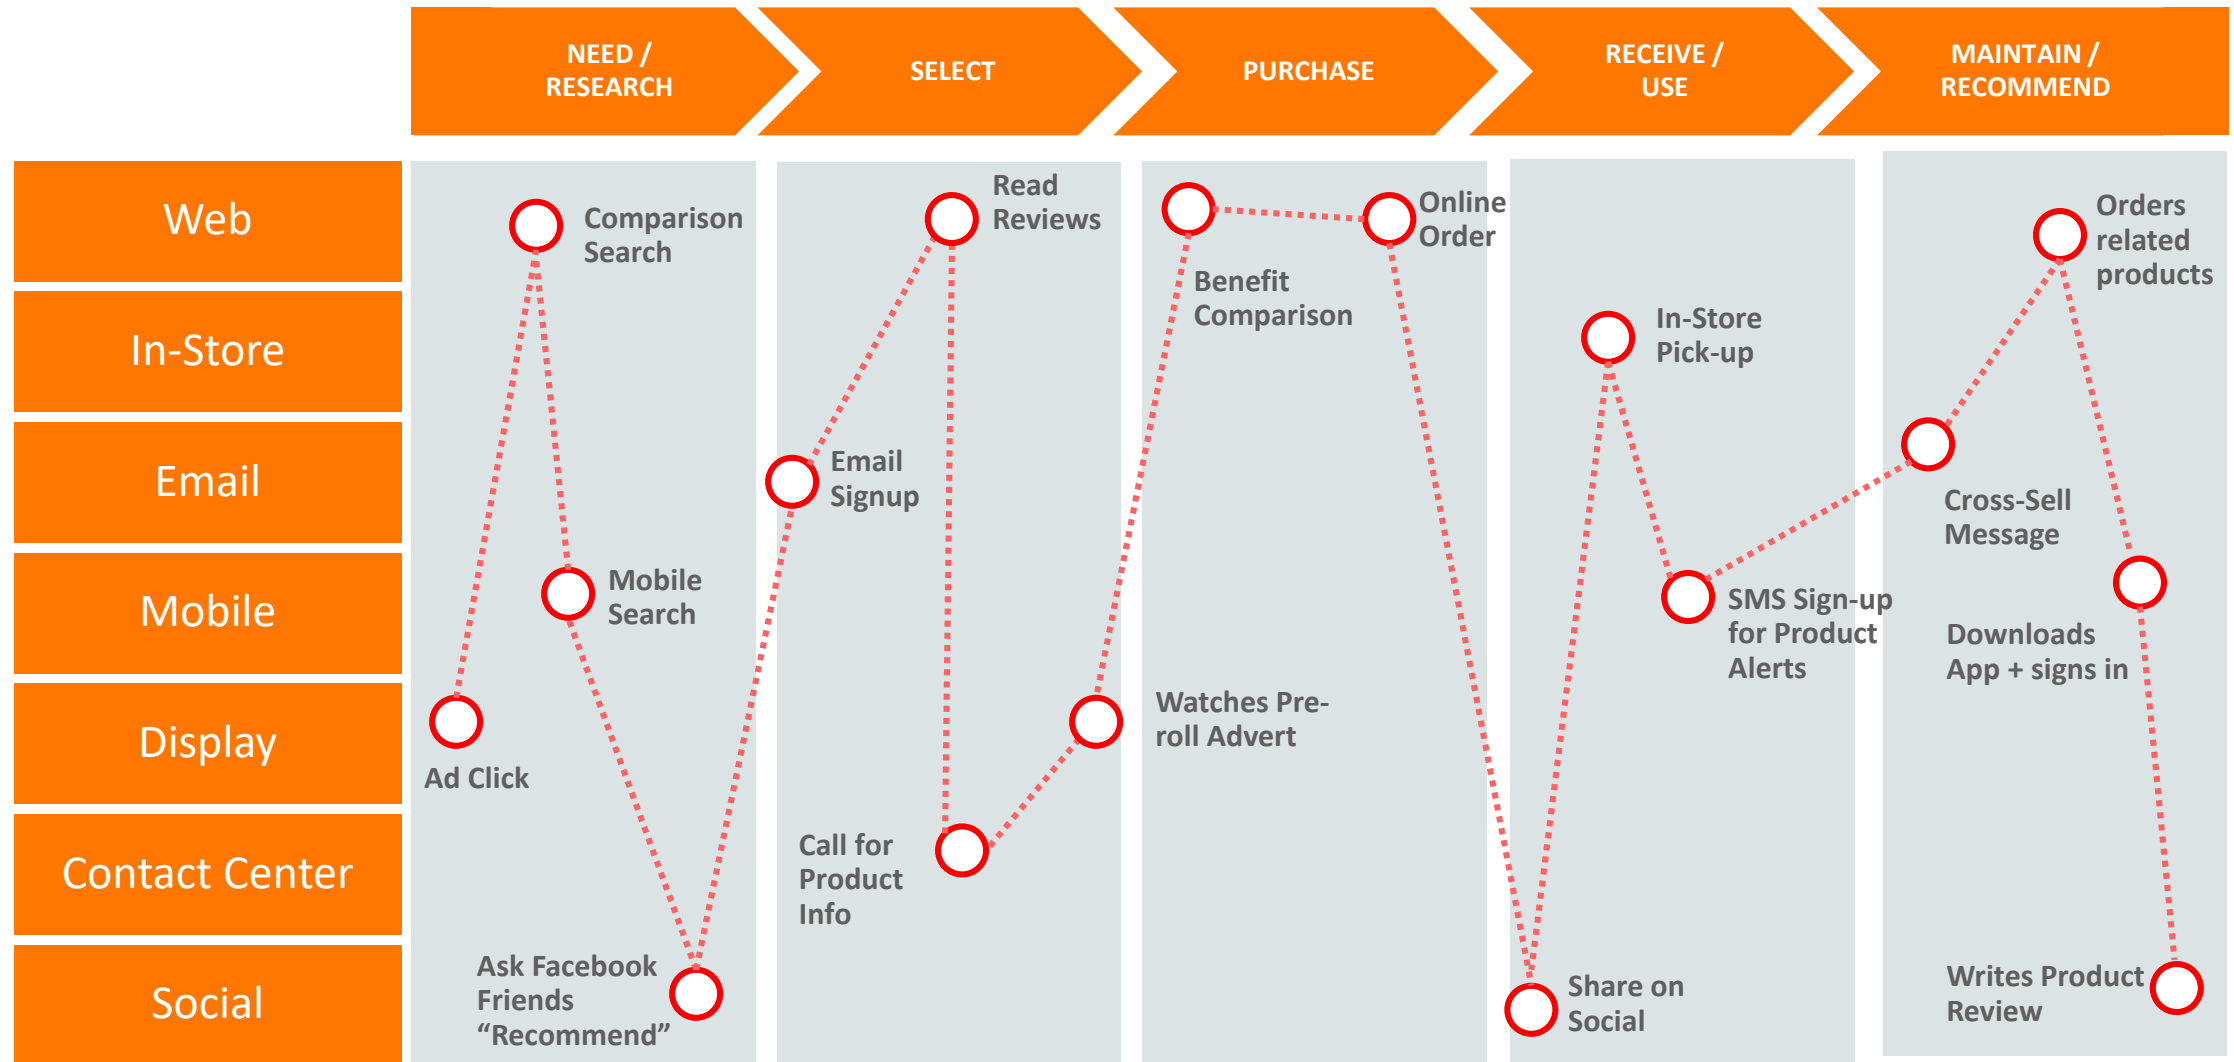 NEED /
RESEARCH
SELECT
PURCHASE
RECEIVE /
USE
MAINTAIN /
RECOMMEND
Web
In-Store
Email
Mobile
Display
Contact Center
Social
Comparison
Search
Mobile
Search
Ad Click
Ask Facebook
Friends
“Recommend”
Read
Reviews
Email
Signup
Call for
Product
Info
Watches Pre-
roll Advert
Benefit
Comparison
Online
Order
In-Store
Pick-up
SMS Sign-up
for Product
Alerts
Share on
Social
Orders
related
products
Cross-Sell
Message
Downloads
App + signs in
Writes Product
Review